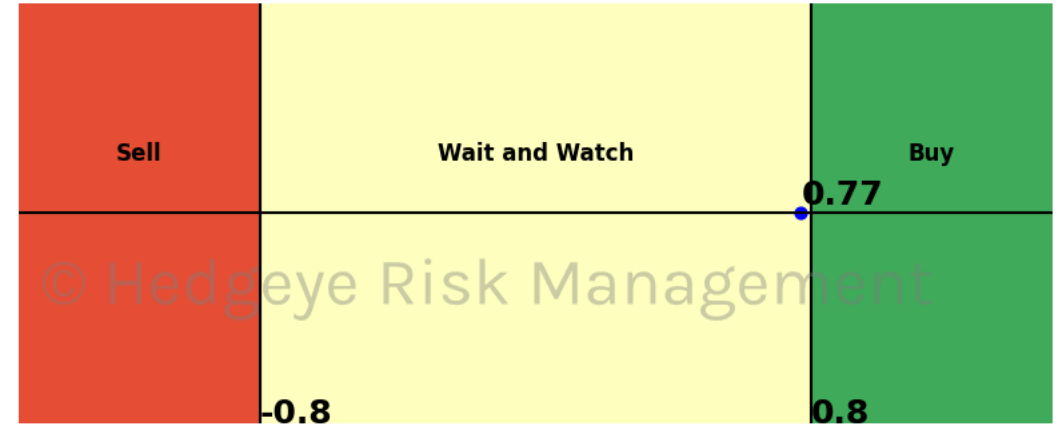 Sell
Wait and Watch
Buy
0.77
© Hedgeye Risk Management
-0.8
0.8